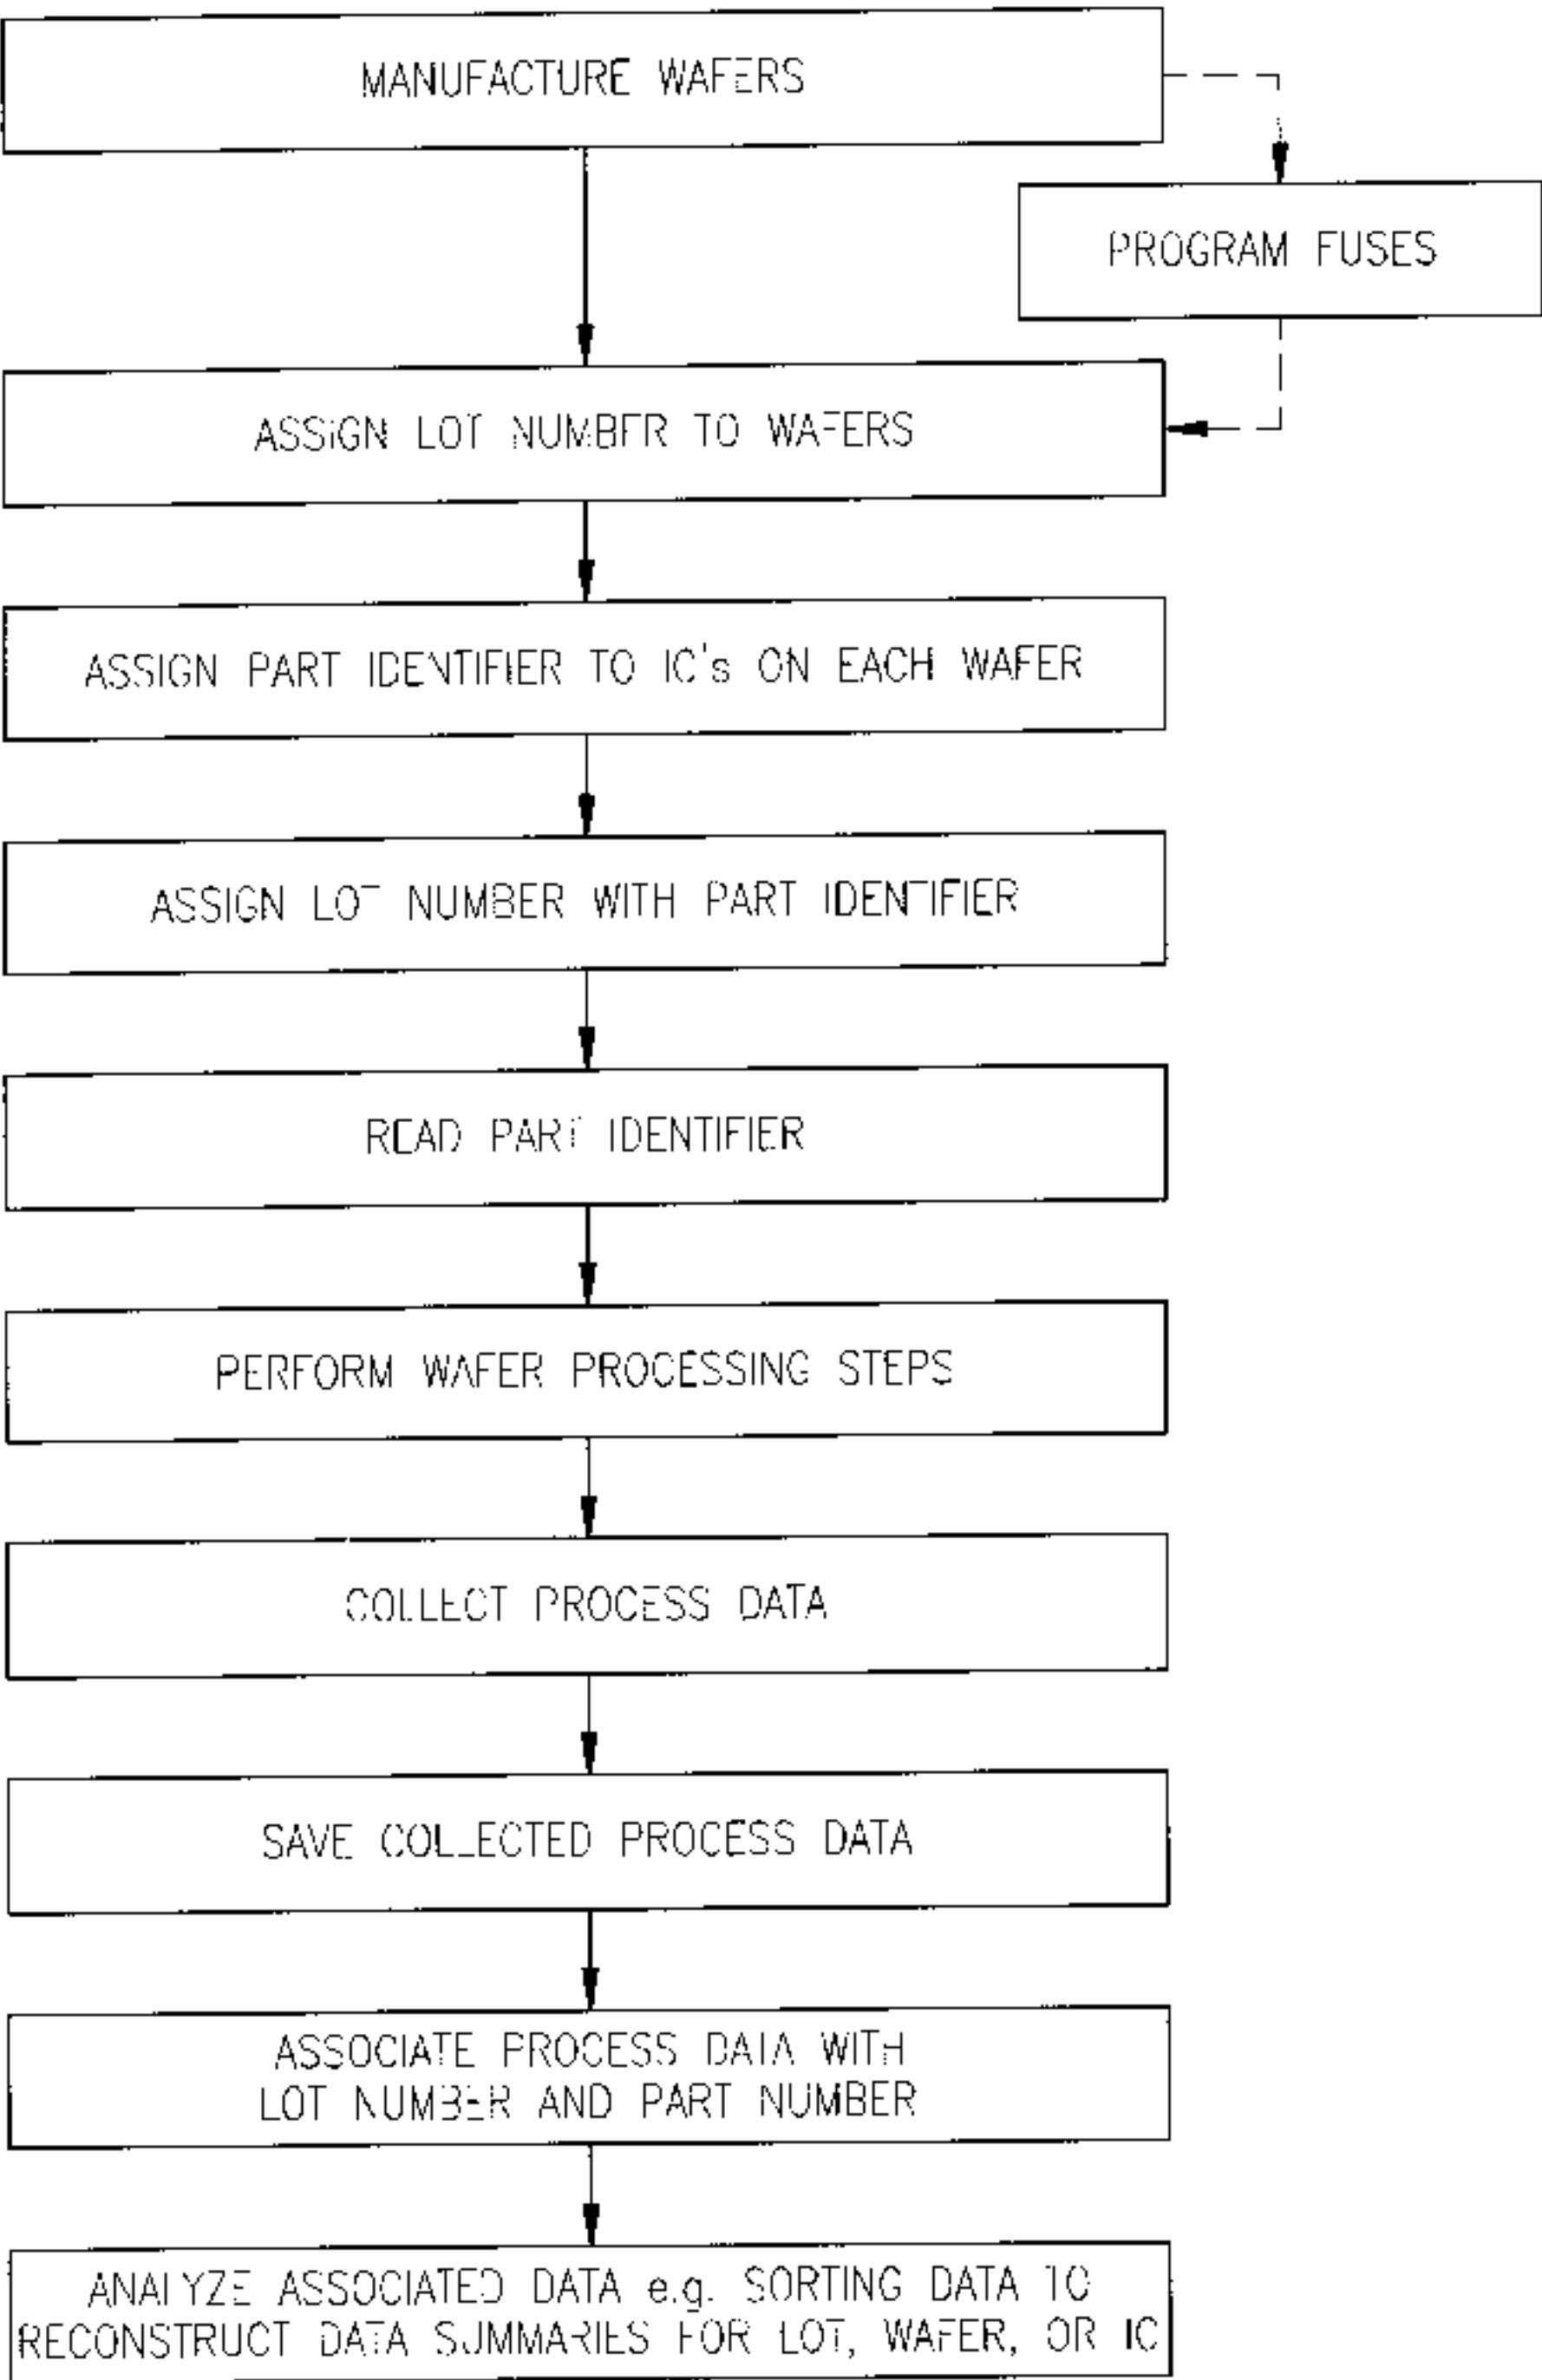 MANUFACTURE WAFERS
PROGRAM FUSES
ASSIGN LOT NUMBER TO WAFERS
ASSIGN PART IDENTIFIER TO IC's ON EACH WAFER
ASSIGN LOT NUMBER WITH PART IDENTIFIER
READ PART IDENTIFIER
PERFORM WAFER PROCESSING STEPS
COLLECT PROCESS DATA
SAVE COLLECTED PROCESS DATA
ASSOCIATE PROCESS DATA WITH
LOT NUMBER AND PART NUMBER
ANALYZE ASSOCIATED DATA e.g. SORTING DATA TO
RECONSTRUCT DATA SUMMARIES FOR LOT, WAFER, OR IC